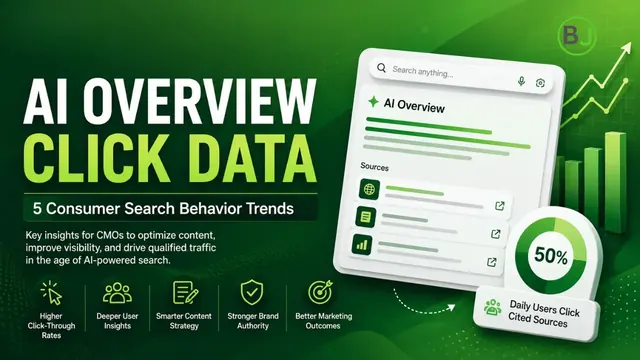 BJ
AI OVERVIEW
CLICK DATA
5 Consumer Search Behavior Trends
Key insights for CMOs to optimize content,
improve visibility, and drive qualified traffic
in the age of AI-powered search.
Higher
Click-Through
Rates
Deeper User
Insights
Smarter Content
Strategy
Stronger Brand
Authority
Better Marketing
Outcomes
Search anything...
AI Overview
Sources
50%
Daily Users Click
Cited Sources